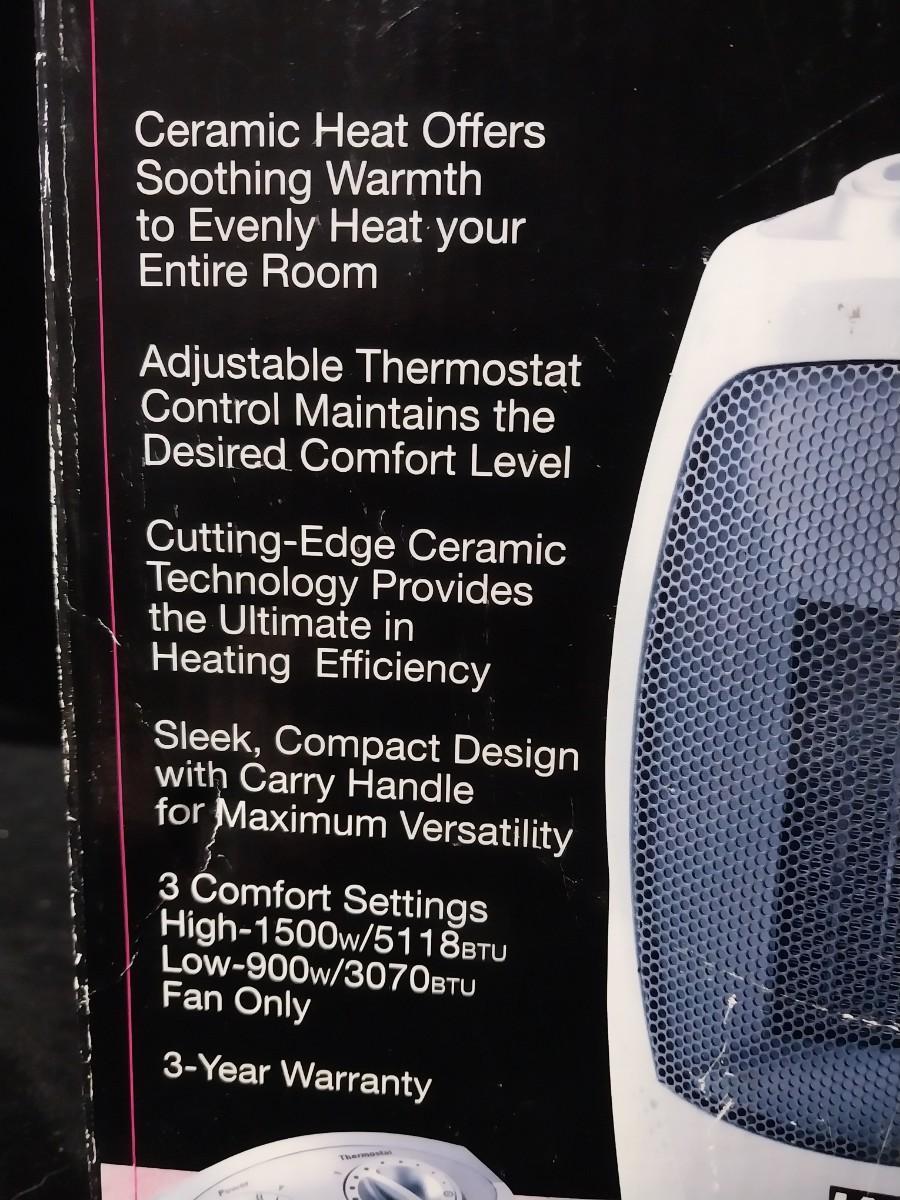 Ceramic Heat Offers
Soothing Warmth
to Evenly Heat your
Entire Room
Adjustable Thermostat
Control Maintains the
Desired Comfort Level
Cutting-Edge Ceramic
Technology Provides
the Ultimate in
Heating Efficiency
Sleek, Compact Design
with Carry Handle
for Maximum Versatility
3 Comfort Settings
High-1500w/5118BTU
Low-900w/3070BTU
Fan Only
3-Year Warranty
Thermostat
Power